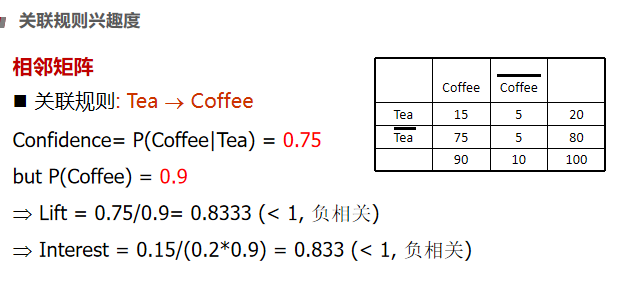 关联规则兴趣度
相邻矩阵
■ 关联规则: Tea → Coffee
Confidence= P(Coffee|Tea) = 0.75
but P(Coffee) = 0.9
⇒ Lift = 0.75/0.9= 0.8333 (< 1, 负相关)
⇒ Interest = 0.15/(0.2*0.9) = 0.833 (< 1, 负相关)
Coffee Coffee
Tea 15 5 20
Tea 75 5 80
90 10 100